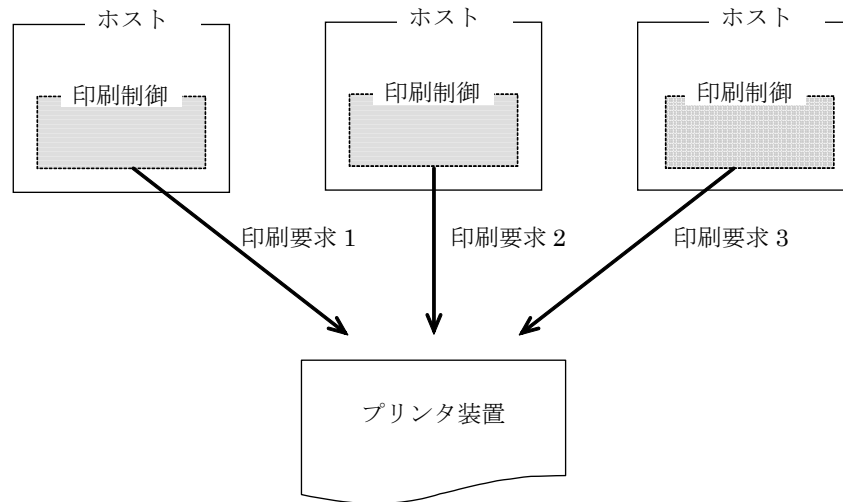 ホスト
ホスト
ホスト
印刷制御
印刷制御
印刷制御
印刷要求 1
印刷要求 2
印刷要求 3
プリンタ装置